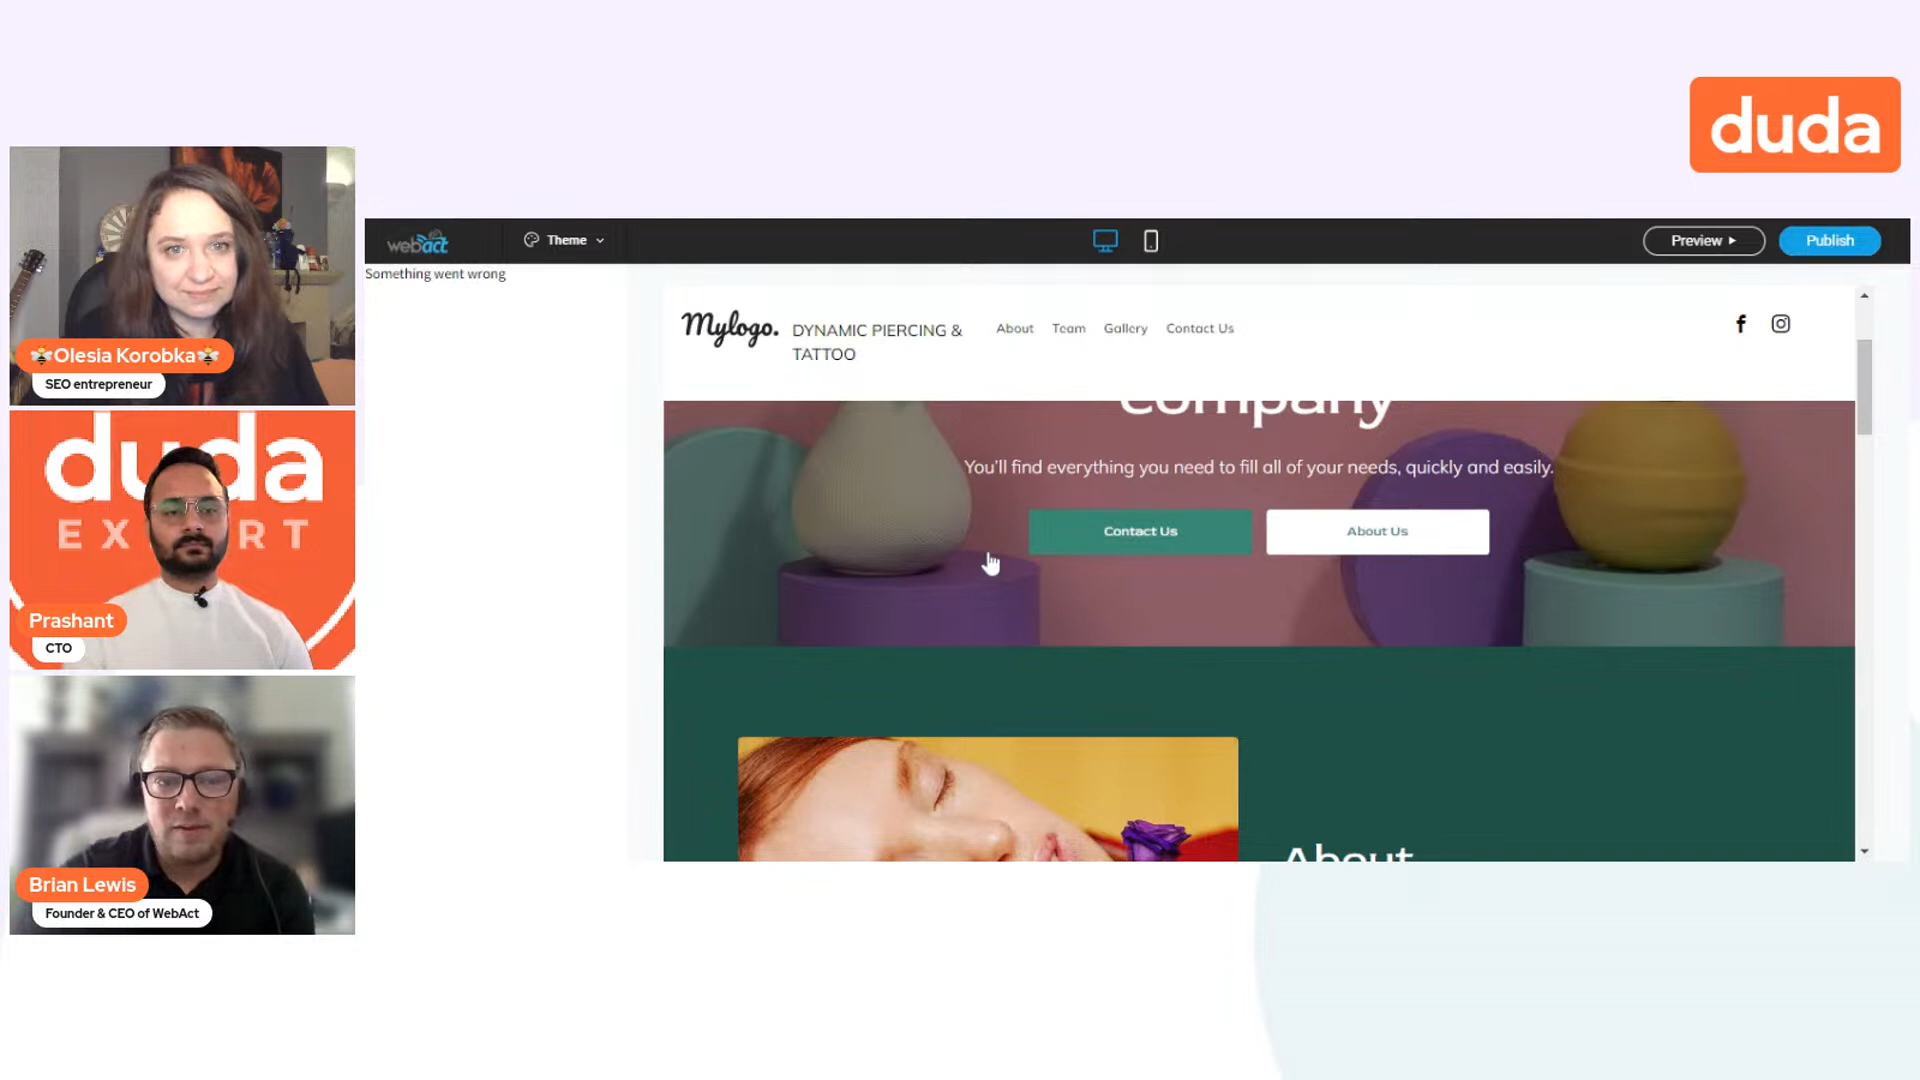 duda
🐝Olesia Korobka🐝
SEO entrepreneur
duda
EXPERT
Prashant
CTO
Brian Lewis
Founder & CEO of WebAct
webact
Theme
Preview
Publish
Something went wrong
Mylogo.
DYNAMIC PIERCING &
TATTOO
About
Team
Gallery
Contact Us
company
You'll find everything you need to fill all of your needs, quickly and easily.
Contact Us
About Us
About